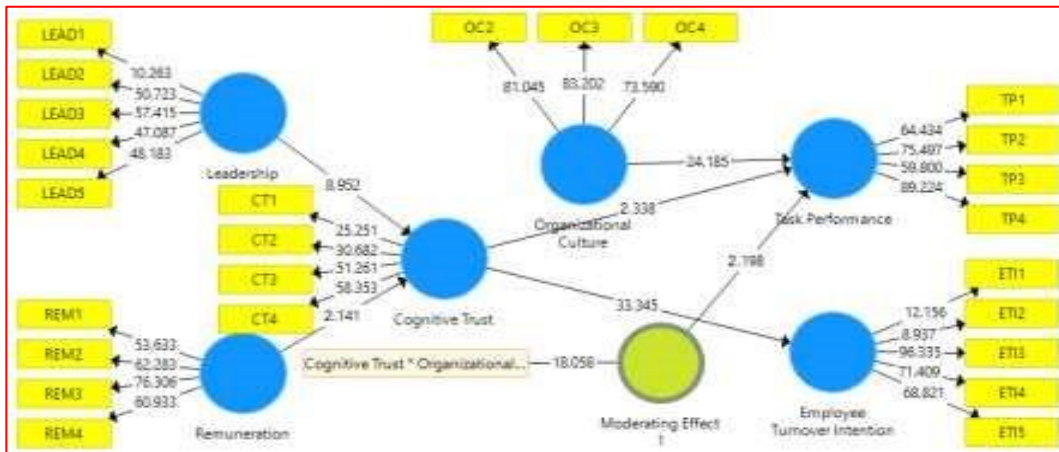 LEAD1
LEAD2
LEAD3
LEAD4
LEAD5
10.263
50.723
57.415
47.087
48.183
Leadership
8.952
OC2
OC3
OC4
81.045
83.202
73.590
Organizational
Culture
24.185
2.338
TP1
TP2
TP3
TP4
64.434
75.497
59.800
89.224
Task Performance
CT1
CT2
CT3
CT4
25.251
30.682
51.261
58.353
2.141
Cognitive Trust
33.345
2.198
REM1
REM2
REM3
REM4
53.633
62.283
76.306
60.933
Remuneration
Cognitive Trust * Organizational...
18.058
Moderating Effect
1
ETI1
ETI2
ETI3
ETI4
ETI5
12.156
8.937
96.335
71.409
68.821
Employee
Turnover Intention